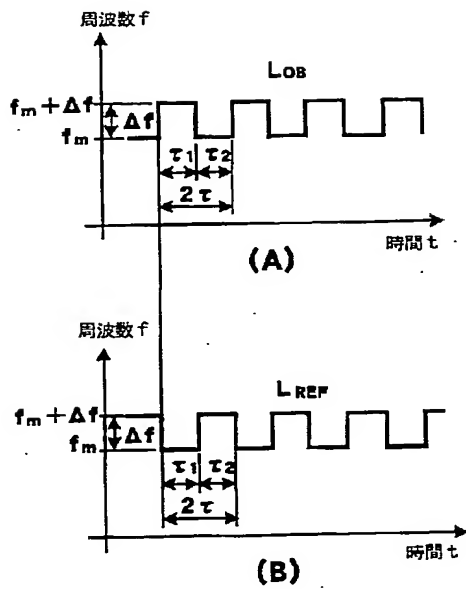 周波数 f
LOB
fm + Δf
Δf
fm
τ1 τ2
2τ
時間 t
(A)
周波数 f
LREF
fm + Δf
Δf
fm
τ1 τ2
2τ
時間 t
(B)